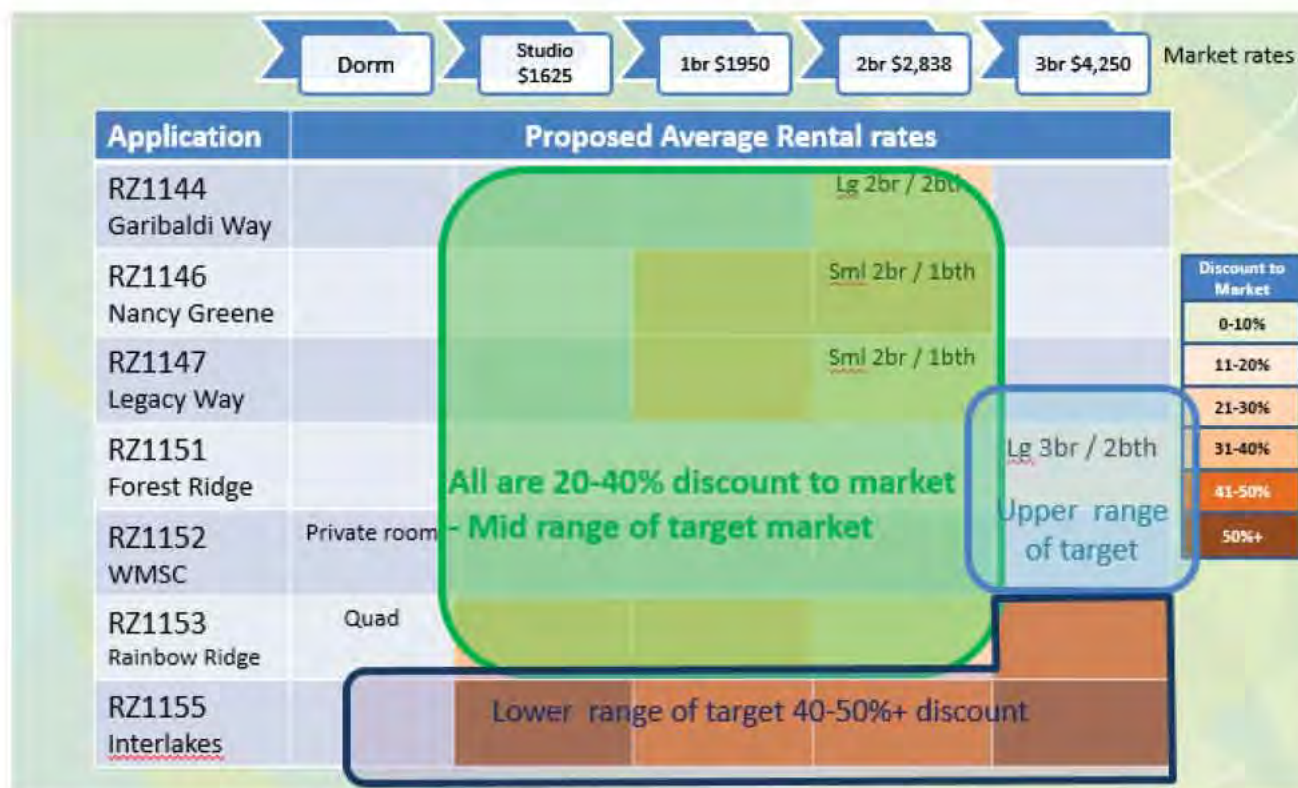 Dorm
Studio
$1625
1br $1950
2br $2,838
3br $4,250
Market rates
Application
Proposed Average Rental rates
RZ1144
Garibaldi Way
Lg 2br / 2bth
RZ1146
Nancy Greene
Sml 2br / 1bth
RZ1147
Legacy Way
Sml 2br / 1bth
RZ1151
Forest Ridge
Lg 3br / 2bth
All are 20-40% discount to market
- Mid range of target market
Upper range
of target
RZ1152
WMSC
Private room
RZ1153
Rainbow Ridge
Quad
RZ1155
Interlakes
Lower range of target 40-50%+ discount
Discount to
Market
0-10%
11-20%
21-30%
31-40%
41-50%
50%+